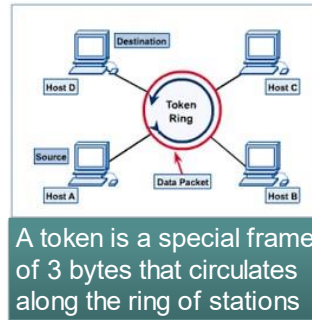 Destination
Host D
Host C
Token
Ring
Source
Host A
Data Packet
Host B
A token is a special frame
of 3 bytes that circulates
along the ring of stations